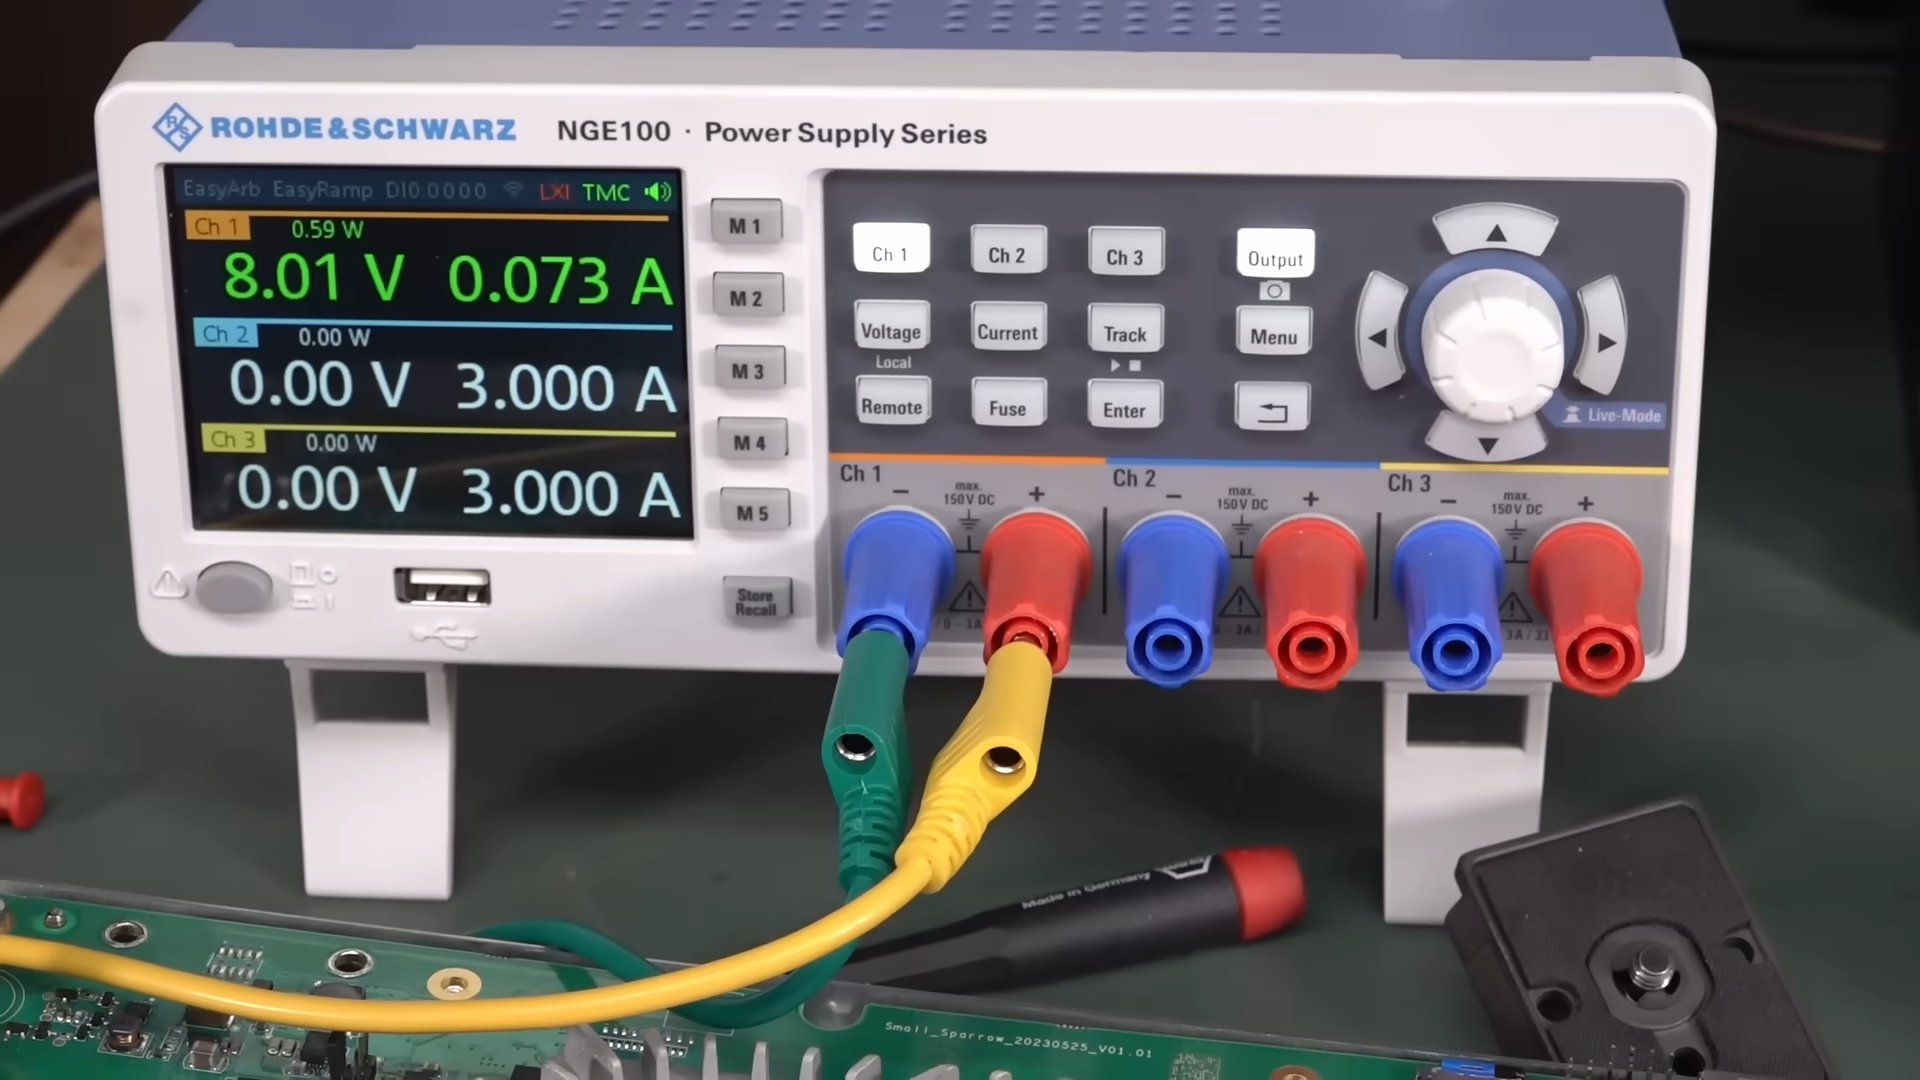 ROHDE&SCHWARZ NGE100 · Power Supply Series
EasyArb EasyRamp DIO:0000 LXI TMC
Ch 1 0.59 W
8.01 V 0.073 A
Ch 2 0.00 W
0.00 V 3.000 A
Ch 3 0.00 W
0.00 V 3.000 A
M 1
M 2
M 3
M 4
M 5
Store
Recall
Ch 1 Ch 2 Ch 3 Output
Voltage Current Track Menu
Local
Remote Fuse Enter
Live-Mode
Ch 1 − max. 150V DC +
Ch 2 − max. 150V DC +
Ch 3 − max. 150V DC +
Made in Germany
Small_Sparrow_20230525_V01.01